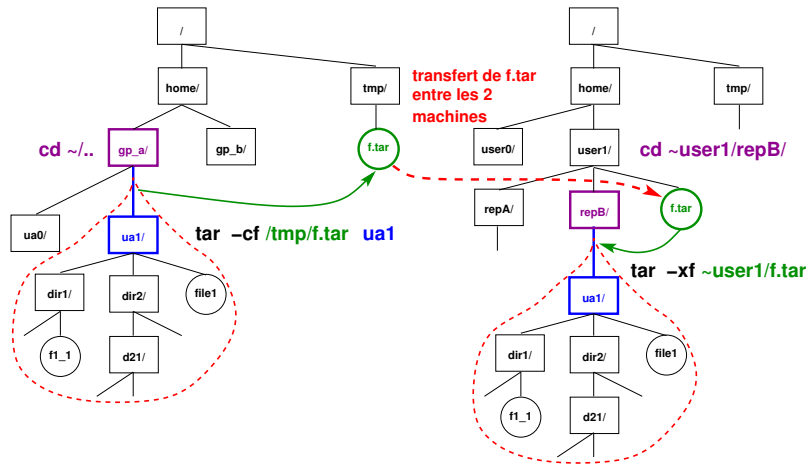 /
home/
tmp/
cd ~/..
gp_a/
gp_b/
f.tar
ua0/
ua1/
tar −cf /tmp/f.tar ua1
dir1/
dir2/
file1
f1_1
d21/
transfert de f.tar
entre les 2
machines
/
home/
tmp/
user0/
user1/
cd ~user1/repB/
repA/
repB/
f.tar
tar −xf ~user1/f.tar
ua1/
dir1/
dir2/
file1
f1_1
d21/